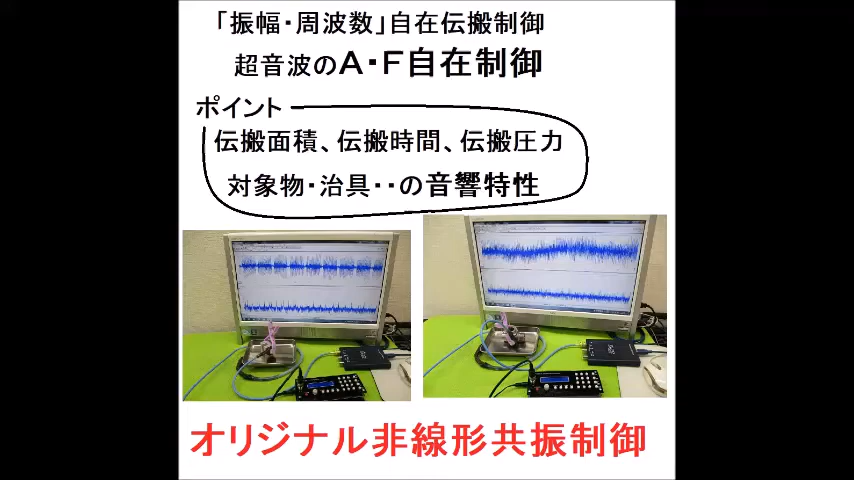 「振幅・周波数」自在伝搬制御
超音波のA・F自在制御
ポイント
伝搬面積、伝搬時間、伝搬圧力
対象物・治具・・の音響特性
オリジナル非線形共振制御